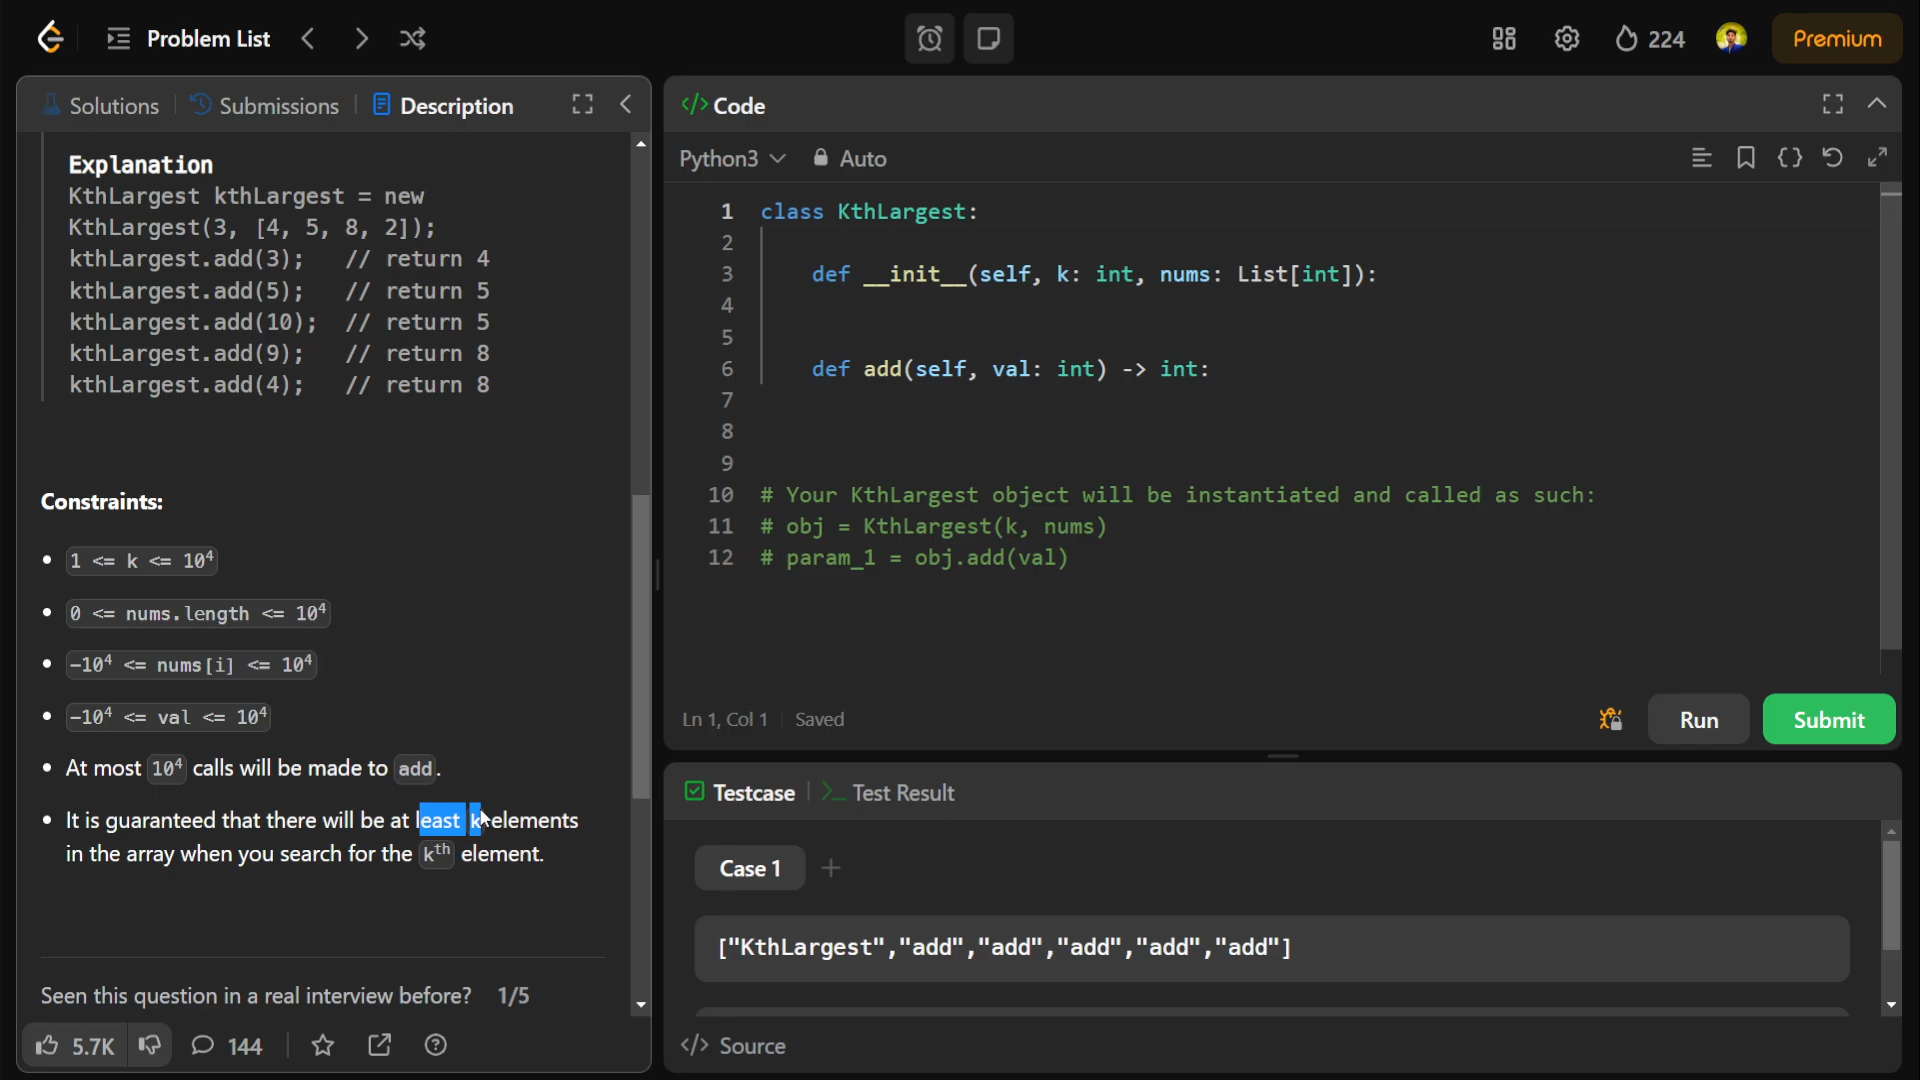 Problem List
224
Premium
Solutions
Submissions
Description
Explanation
KthLargest kthLargest = new
KthLargest(3, [4, 5, 8, 2]);
kthLargest.add(3);   // return 4
kthLargest.add(5);   // return 5
kthLargest.add(10);  // return 5
kthLargest.add(9);   // return 8
kthLargest.add(4);   // return 8
Constraints:
1 <= k <= 10⁴
0 <= nums.length <= 10⁴
-10⁴ <= nums[i] <= 10⁴
-10⁴ <= val <= 10⁴
At most 10⁴ calls will be made to add.
It is guaranteed that there will be at least k elements
in the array when you search for the kᵗʰ element.
Seen this question in a real interview before? 1/5
5.7K
144
</> Code
Python3
Auto
1 class KthLargest:
2
3     def __init__(self, k: int, nums: List[int]):
4
5
6     def add(self, val: int) -> int:
7
8
9
10 # Your KthLargest object will be instantiated and called as such:
11 # obj = KthLargest(k, nums)
12 # param_1 = obj.add(val)
Ln 1, Col 1
Saved
Run
Submit
Testcase
Test Result
Case 1
["KthLargest","add","add","add","add","add"]
</> Source